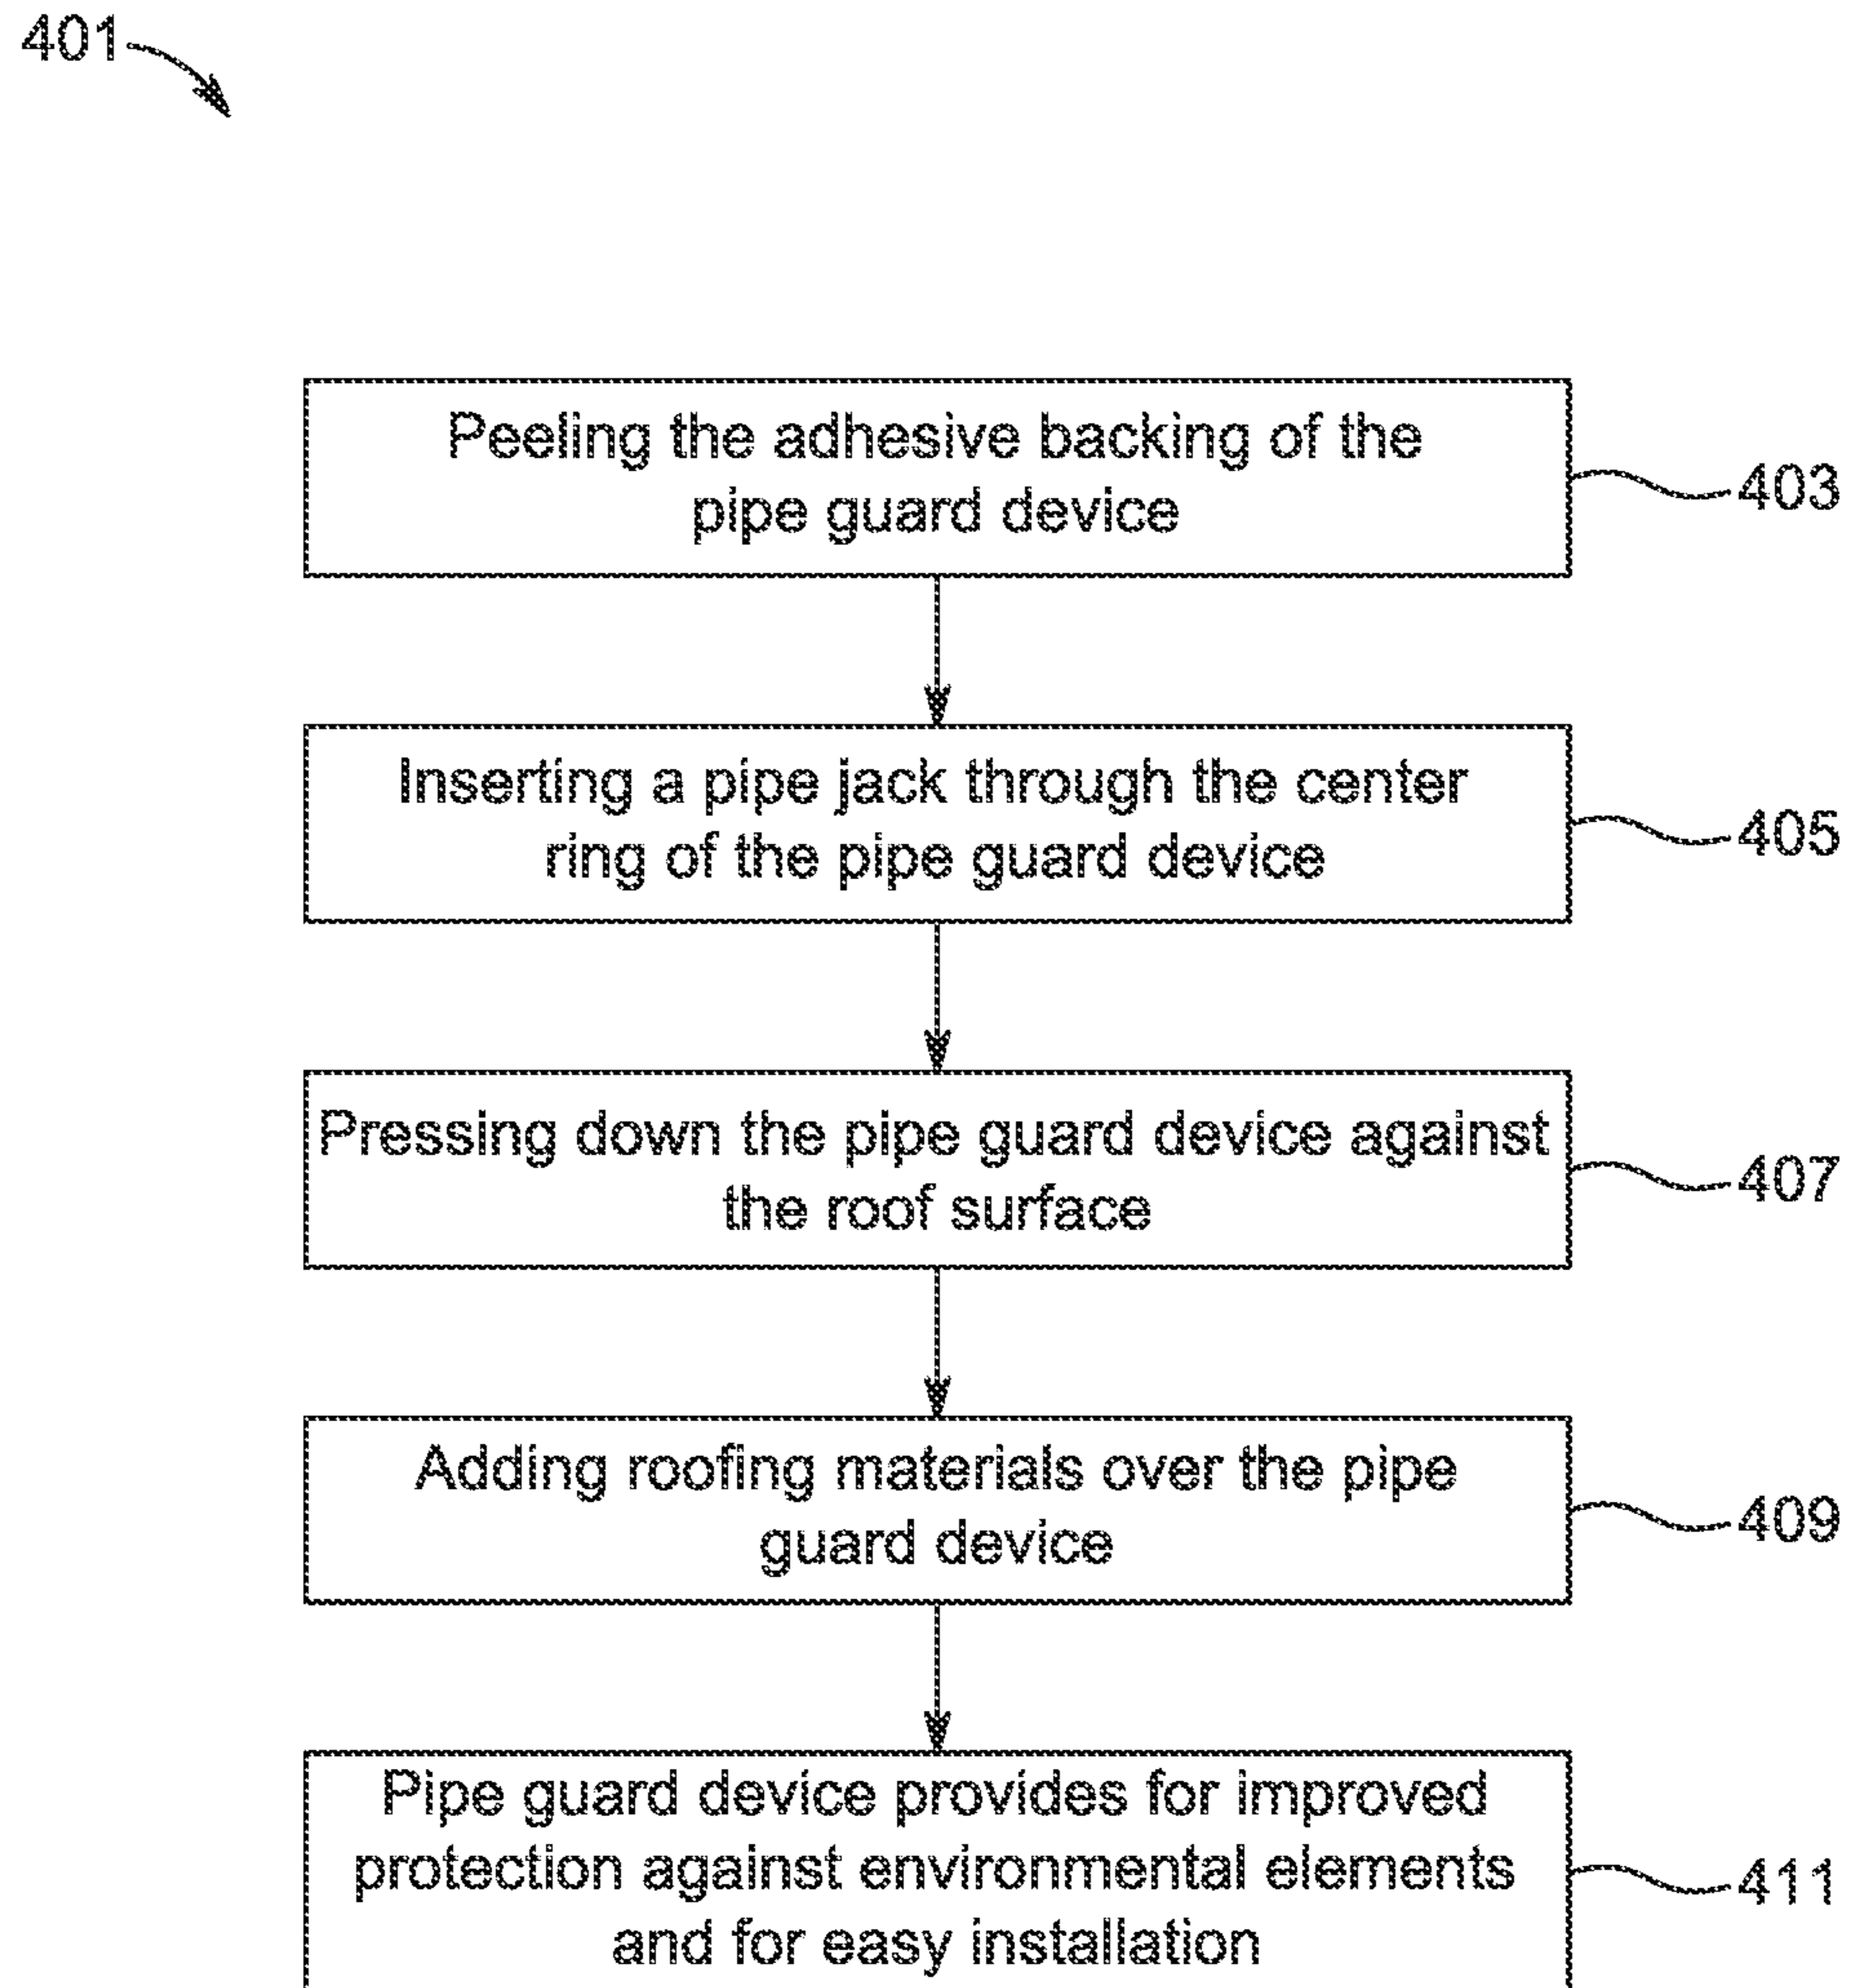 401
Peeling the adhesive backing of the
pipe guard device
403
Inserting a pipe jack through the center
ring of the pipe guard device
405
Pressing down the pipe guard device against
the roof surface
407
Adding roofing materials over the pipe
guard device
409
Pipe guard device provides for improved
protection against environmental elements
and for easy installation
411